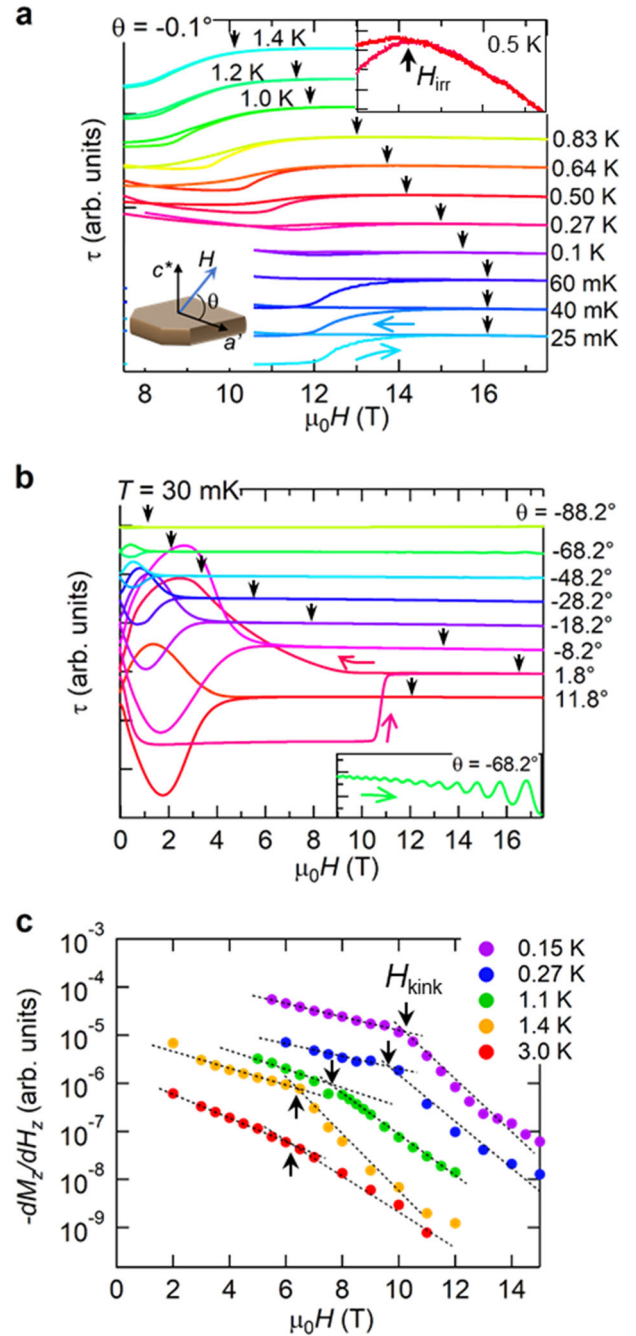 a
θ = -0.1°
1.4 K
1.2 K
1.0 K
0.5 K
H_irr
0.83 K
0.64 K
0.50 K
0.27 K
0.1 K
60 mK
40 mK
25 mK
c*
H
θ
a'
τ (arb. units)
8 10 12 14 16
μ₀H (T)
b
T = 30 mK
θ = -88.2°
-68.2°
-48.2°
-28.2°
-18.2°
-8.2°
1.8°
11.8°
θ = -68.2°
τ (arb. units)
0 2 4 6 8 10 12 14 16
μ₀H (T)
c
10⁻³
10⁻⁴
10⁻⁵
10⁻⁶
10⁻⁷
10⁻⁸
10⁻⁹
-dM_z/dH_z (arb. units)
H_kink
0.15 K
0.27 K
1.1 K
1.4 K
3.0 K
0 2 4 6 8 10 12 14
μ₀H (T)